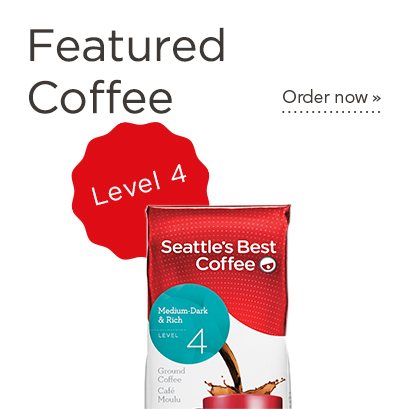 Featured
Coffee
Order now »
Level 4
Seattle's Best
Coffee
Medium-Dark
& Rich
LEVEL 4
Ground
Coffee
Café
Moulu